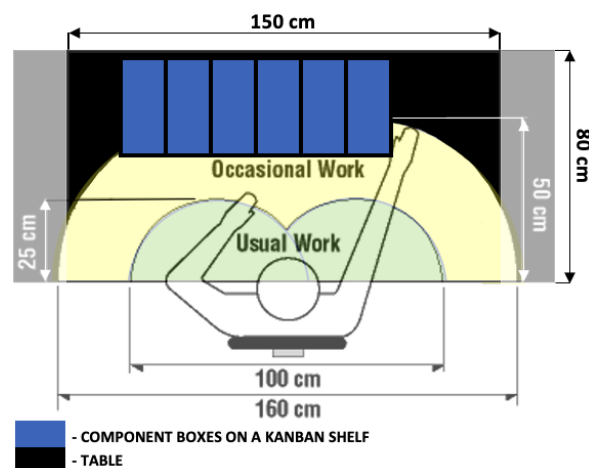 150 cm
80 cm
Occasional Work
50 cm
25 cm
Usual Work
100 cm
160 cm
- COMPONENT BOXES ON A KANBAN SHELF
- TABLE